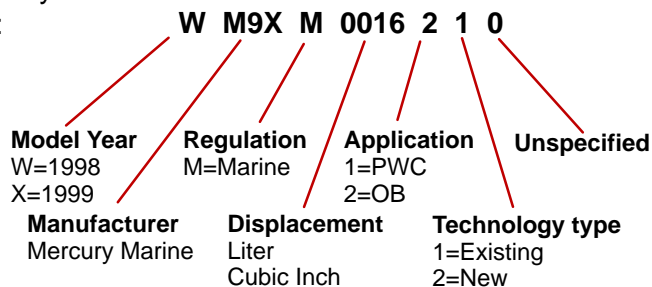 W M9X M 0016 2 1 0
Model Year
W=1998
X=1999
Regulation
M=Marine
Application
1=PWC
2=OB
Unspecified
Manufacturer
Mercury Marine
Displacement
Liter
Cubic Inch
Technology type
1=Existing
2=New